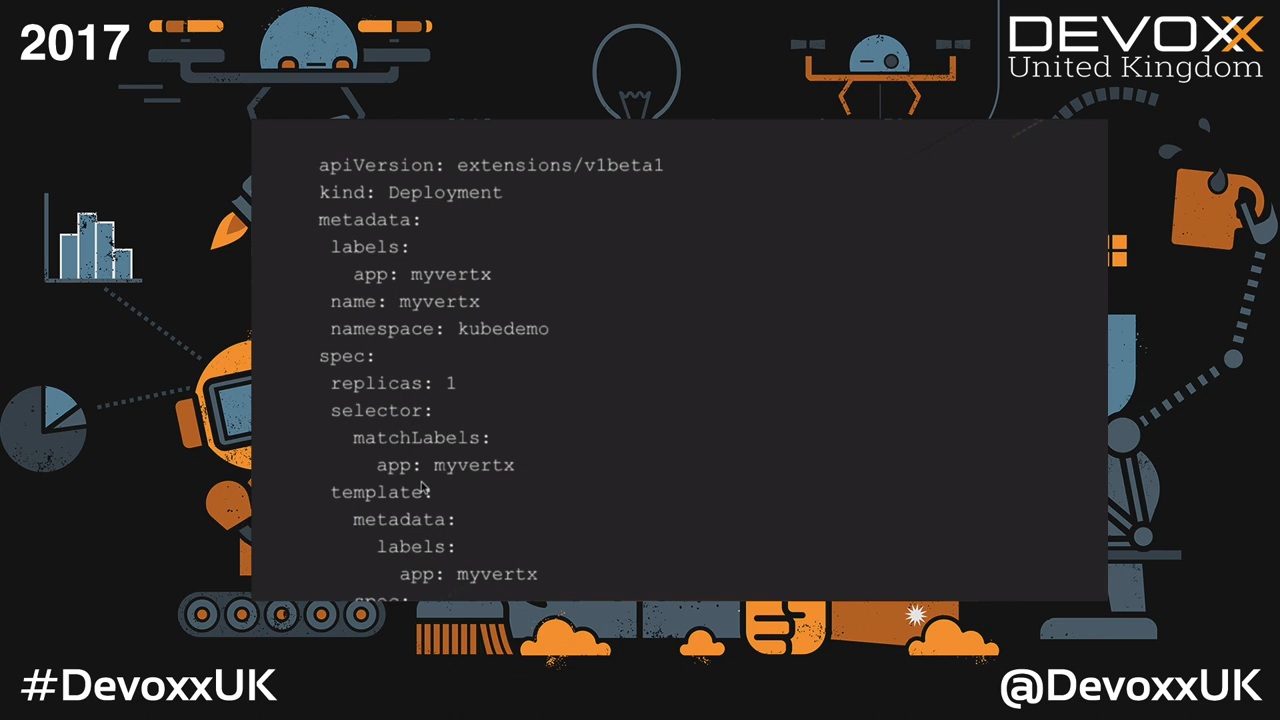 2017
DEVOXX
United Kingdom
apiVersion: extensions/v1beta1
kind: Deployment
metadata:
labels:
app: myvertx
name: myvertx
namespace: kubedemo
spec:
replicas: 1
selector:
matchLabels:
app: myvertx
template:
metadata:
labels:
app: myvertx
spec:
#DevoxxUK
@DevoxxUK